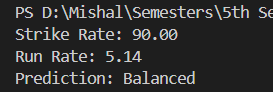 PS D:\Mishal\Semesters\5th Se
Strike Rate: 90.00
Run Rate: 5.14
Prediction: Balanced